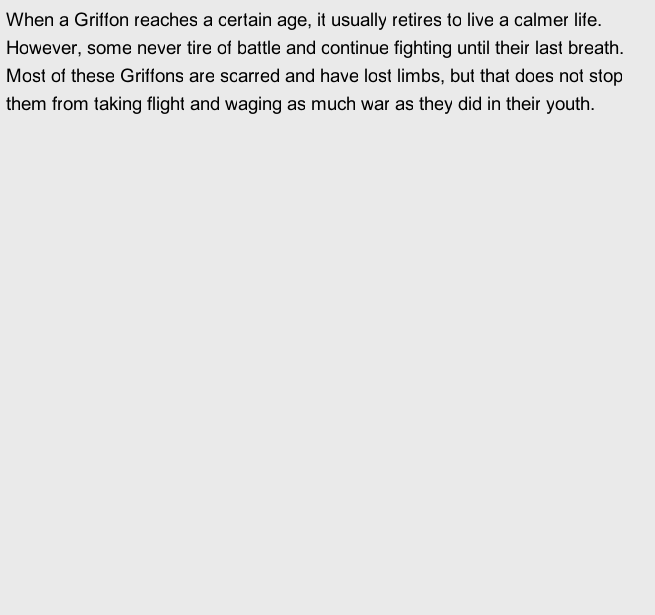 When a Griffon reaches a certain age, it usually retires to live a calmer life.
However, some never tire of battle and continue fighting until their last breath.
Most of these Griffons are scarred and have lost limbs, but that does not stop
them from taking flight and waging as much war as they did in their youth.